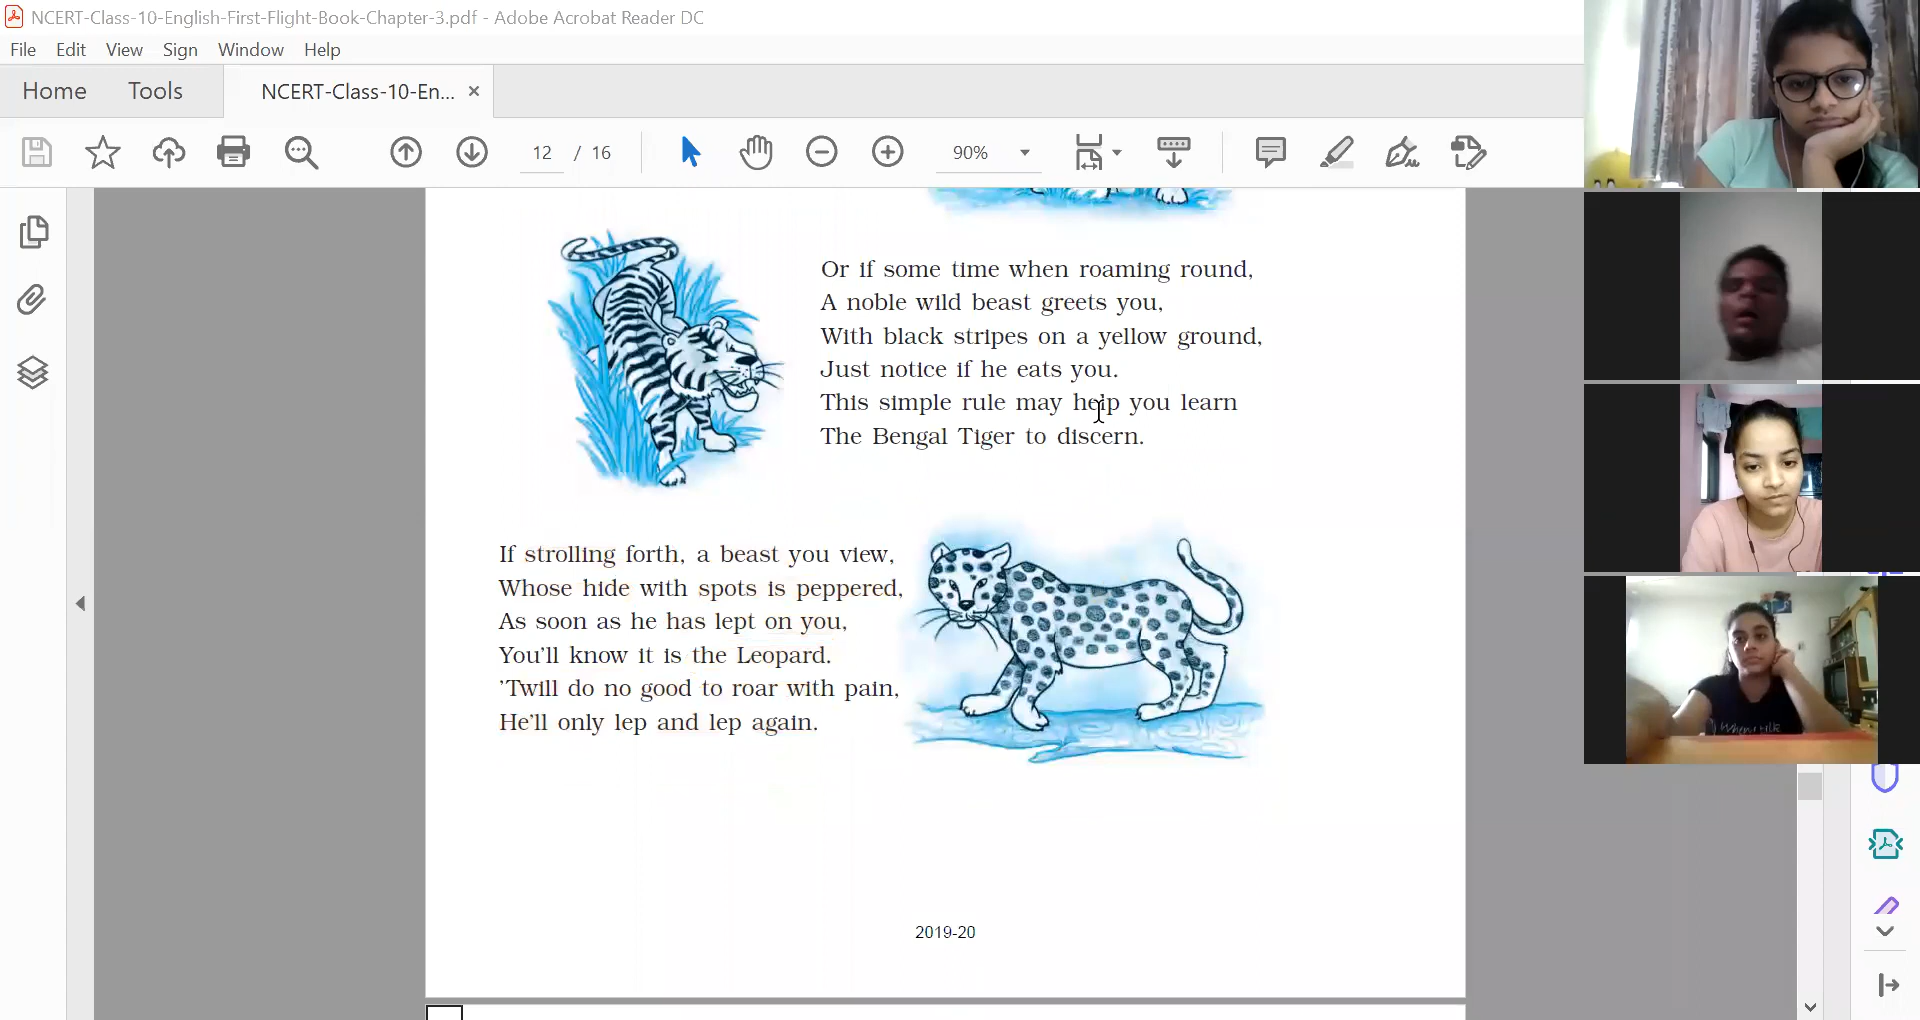 NCERT-Class-10-English-First-Flight-Book-Chapter-3.pdf - Adobe Acrobat Reader DC
File Edit View Sign Window Help
Home Tools NCERT-Class-10-En... ×
12 / 16 90%
Or if some time when roaming round,
A noble wild beast greets you,
With black stripes on a yellow ground,
Just notice if he eats you.
This simple rule may help you learn
The Bengal Tiger to discern.
If strolling forth, a beast you view,
Whose hide with spots is peppered,
As soon as he has lept on you,
You’ll know it is the Leopard.
’Twill do no good to roar with pain,
He’ll only lep and lep again.
2019-20